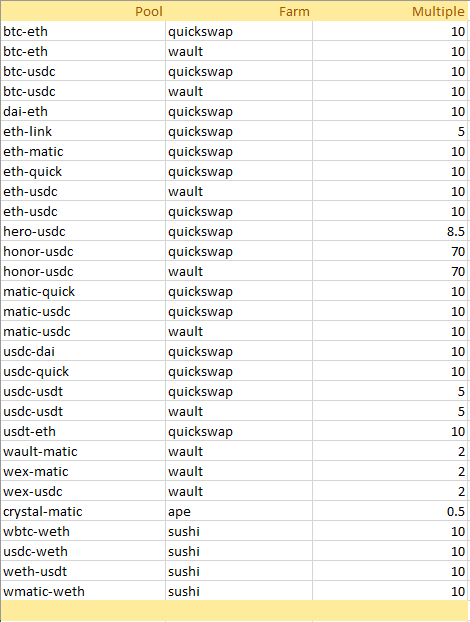 Pool Farm Multiple
btc-eth quickswap 10
btc-eth wault 10
btc-usdc quickswap 10
btc-usdc wault 10
dai-eth quickswap 10
eth-link quickswap 5
eth-matic quickswap 10
eth-quick quickswap 10
eth-usdc wault 10
eth-usdc quickswap 10
hero-usdc quickswap 8.5
honor-usdc quickswap 70
honor-usdc wault 70
matic-quick quickswap 10
matic-usdc quickswap 10
matic-usdc wault 10
usdc-dai quickswap 10
usdc-quick quickswap 10
usdc-usdt quickswap 5
usdc-usdt wault 5
usdt-eth quickswap 10
wault-matic wault 2
wex-matic wault 2
wex-usdc wault 2
crystal-matic ape 0.5
wbtc-weth sushi 10
usdc-weth sushi 10
weth-usdt sushi 10
wmatic-weth sushi 10